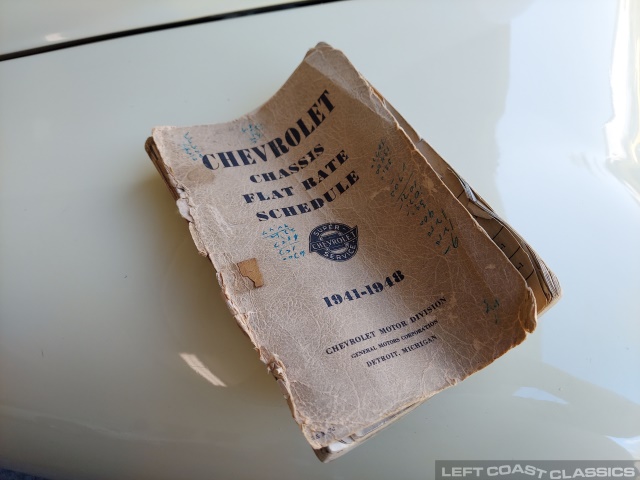 CHEVROLET
CHASSIS
FLAT RATE
SCHEDULE
SUPER
CHEVROLET
SERVICE
1941-1948
CHEVROLET MOTOR DIVISION
GENERAL MOTORS CORPORATION
DETROIT, MICHIGAN
LEFT COAST CLASSICS